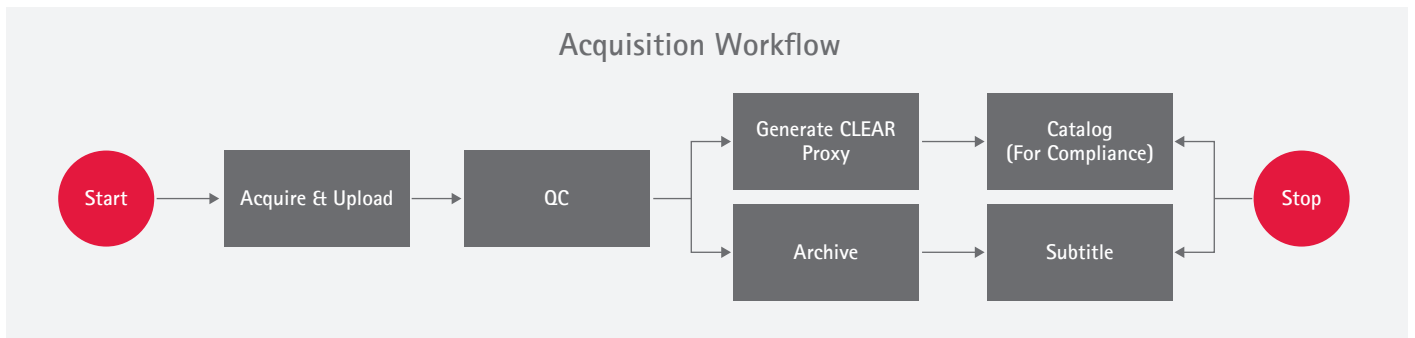 Acquisition Workflow
Start
Acquire & Upload
QC
Generate CLEAR
Proxy
Catalog
(For Compliance)
Archive
Subtitle
Stop